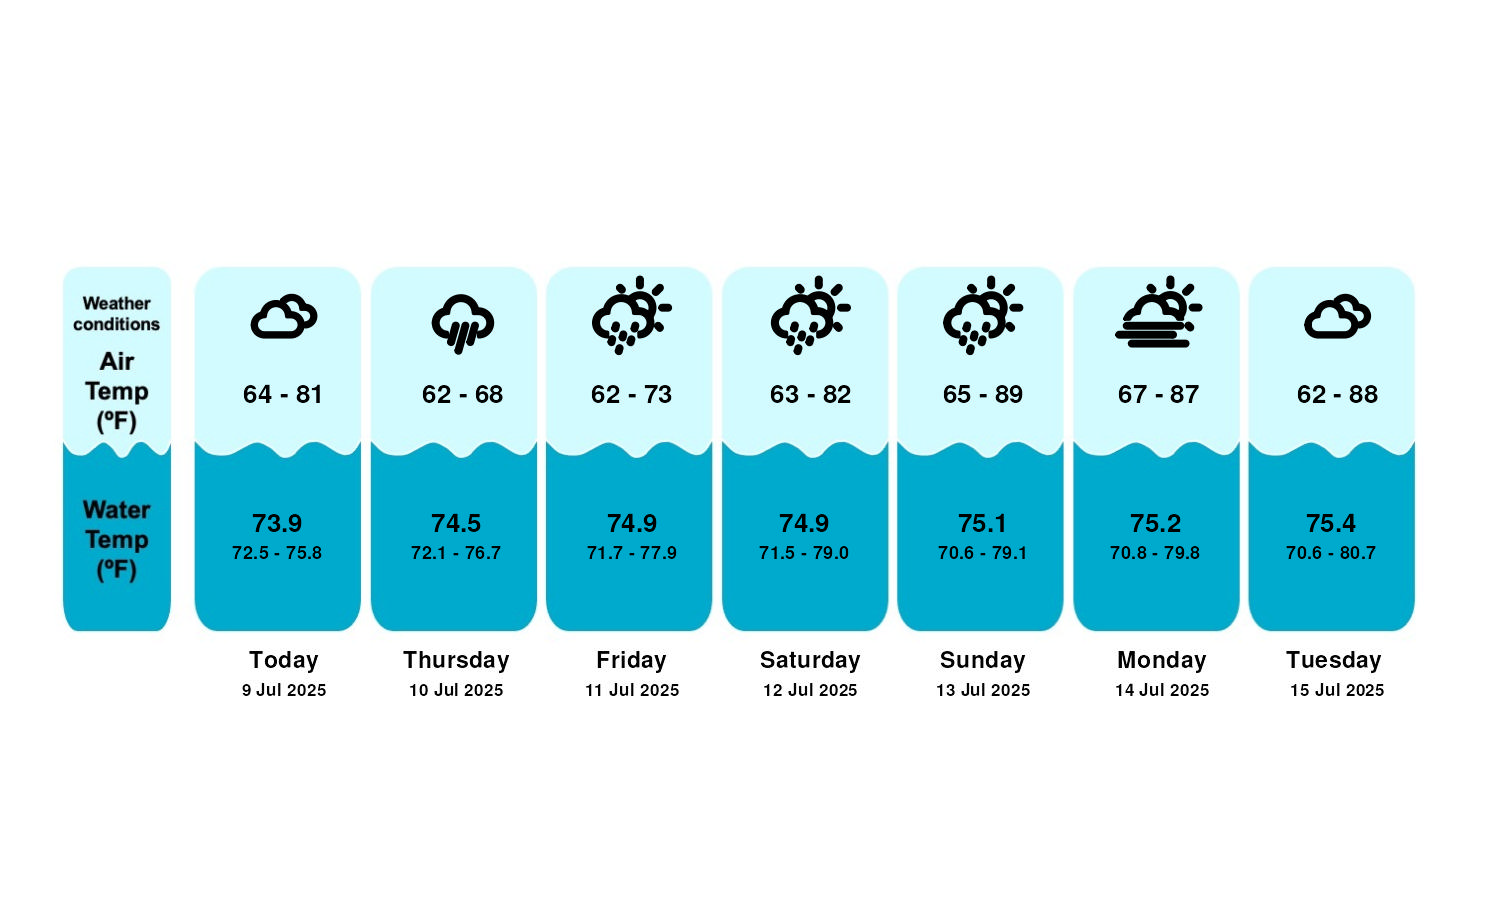 Weather
conditions
Air
Temp
(ºF)
64 - 81
62 - 68
62 - 73
63 - 82
65 - 89
67 - 87
62 - 88
Water
Temp
(ºF)
73.9
74.5
74.9
74.9
75.1
75.2
75.4
72.5 - 75.8
72.1 - 76.7
71.7 - 77.9
71.5 - 79.0
70.6 - 79.1
70.8 - 79.8
70.6 - 80.7
Today
Thursday
Friday
Saturday
Sunday
Monday
Tuesday
9 Jul 2025
10 Jul 2025
11 Jul 2025
12 Jul 2025
13 Jul 2025
14 Jul 2025
15 Jul 2025